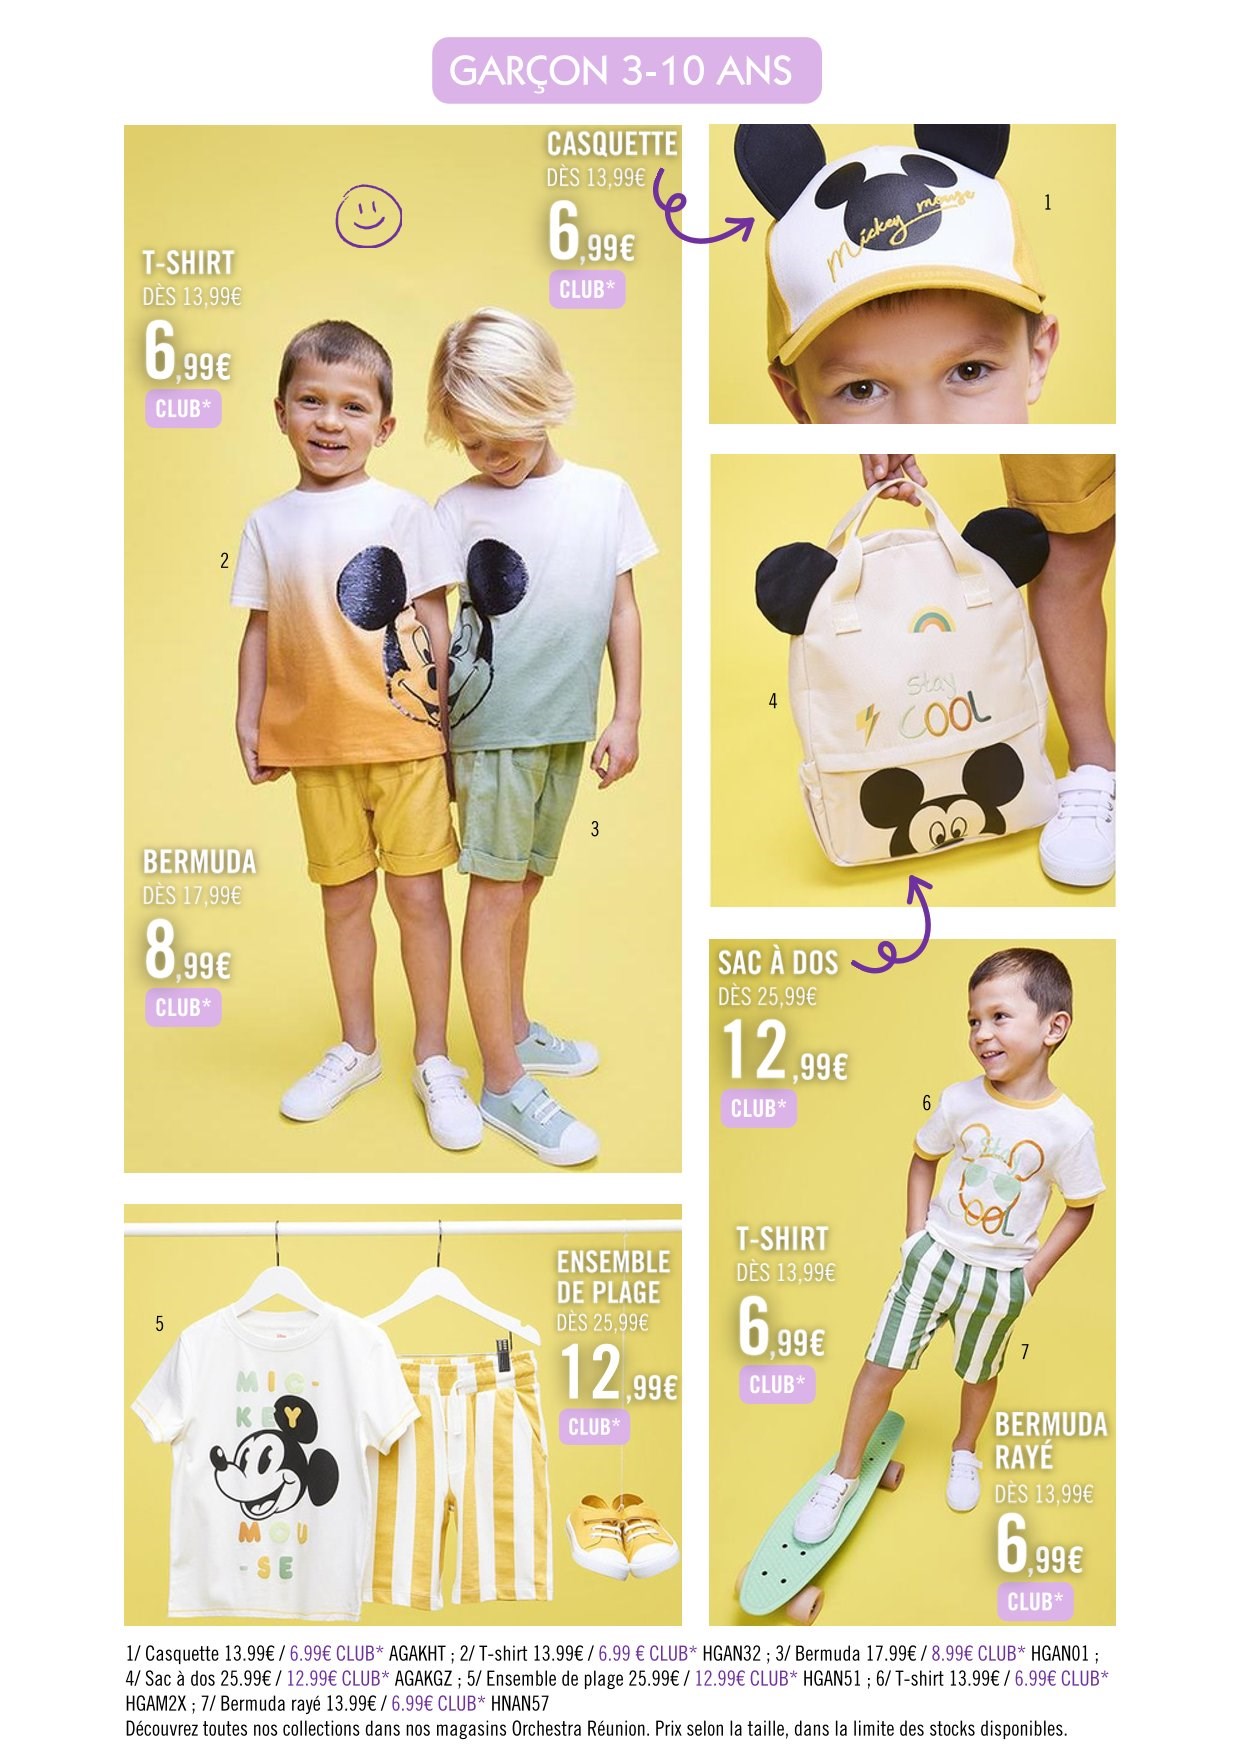 GARÇON 3-10 ANS
CASQUETTE
DÈS 13,99€
6,99€
CLUB*
T-SHIRT
DÈS 13,99€
6,99€
CLUB*
1
Mickey mouse
2
3
BERMUDA
DÈS 17,99€
8,99€
CLUB*
4
stay
COOL
SAC À DOS
DÈS 25,99€
12,99€
CLUB*
6
Stay
COOL
T-SHIRT
DÈS 13,99€
6,99€
CLUB*
7
BERMUDA
RAYÉ
DÈS 13,99€
6,99€
CLUB*
ENSEMBLE
DE PLAGE
DÈS 25,99€
12,99€
CLUB*
5
MIC-
KEY
MOU
-SE
1/ Casquette 13.99€ / 6.99€ CLUB* AGAKHT ; 2/ T-shirt 13.99€ / 6.99 € CLUB* HGAN32 ; 3/ Bermuda 17.99€ / 8.99€ CLUB* HGAN01 ;
4/ Sac à dos 25.99€ / 12.99€ CLUB* AGAKGZ ; 5/ Ensemble de plage 25.99€ / 12.99€ CLUB* HGAN51 ; 6/ T-shirt 13.99€ / 6.99€ CLUB*
HGAM2X ; 7/ Bermuda rayé 13.99€ / 6.99€ CLUB* HNAN57
Découvrez toutes nos collections dans nos magasins Orchestra Réunion. Prix selon la taille, dans la limite des stocks disponibles.